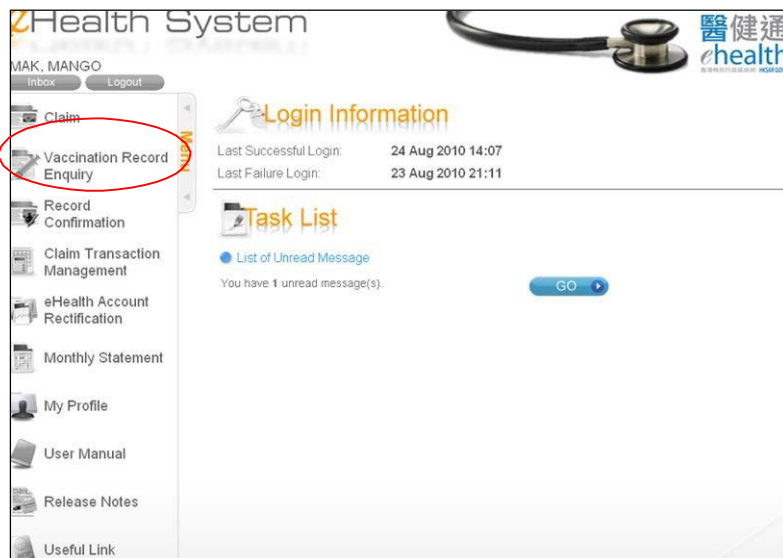 eHealth System
醫健通
ehealth
MAK, MANGO
Inbox
Logout
Menu
Claim
Vaccination Record
Enquiry
Record
Confirmation
Claim Transaction
Management
eHealth Account
Rectification
Monthly Statement
My Profile
User Manual
Release Notes
Useful Link
Login Information
Last Successful Login: 24 Aug 2010 14:07
Last Failure Login: 23 Aug 2010 21:11
Task List
List of Unread Message
You have 1 unread message(s).
GO